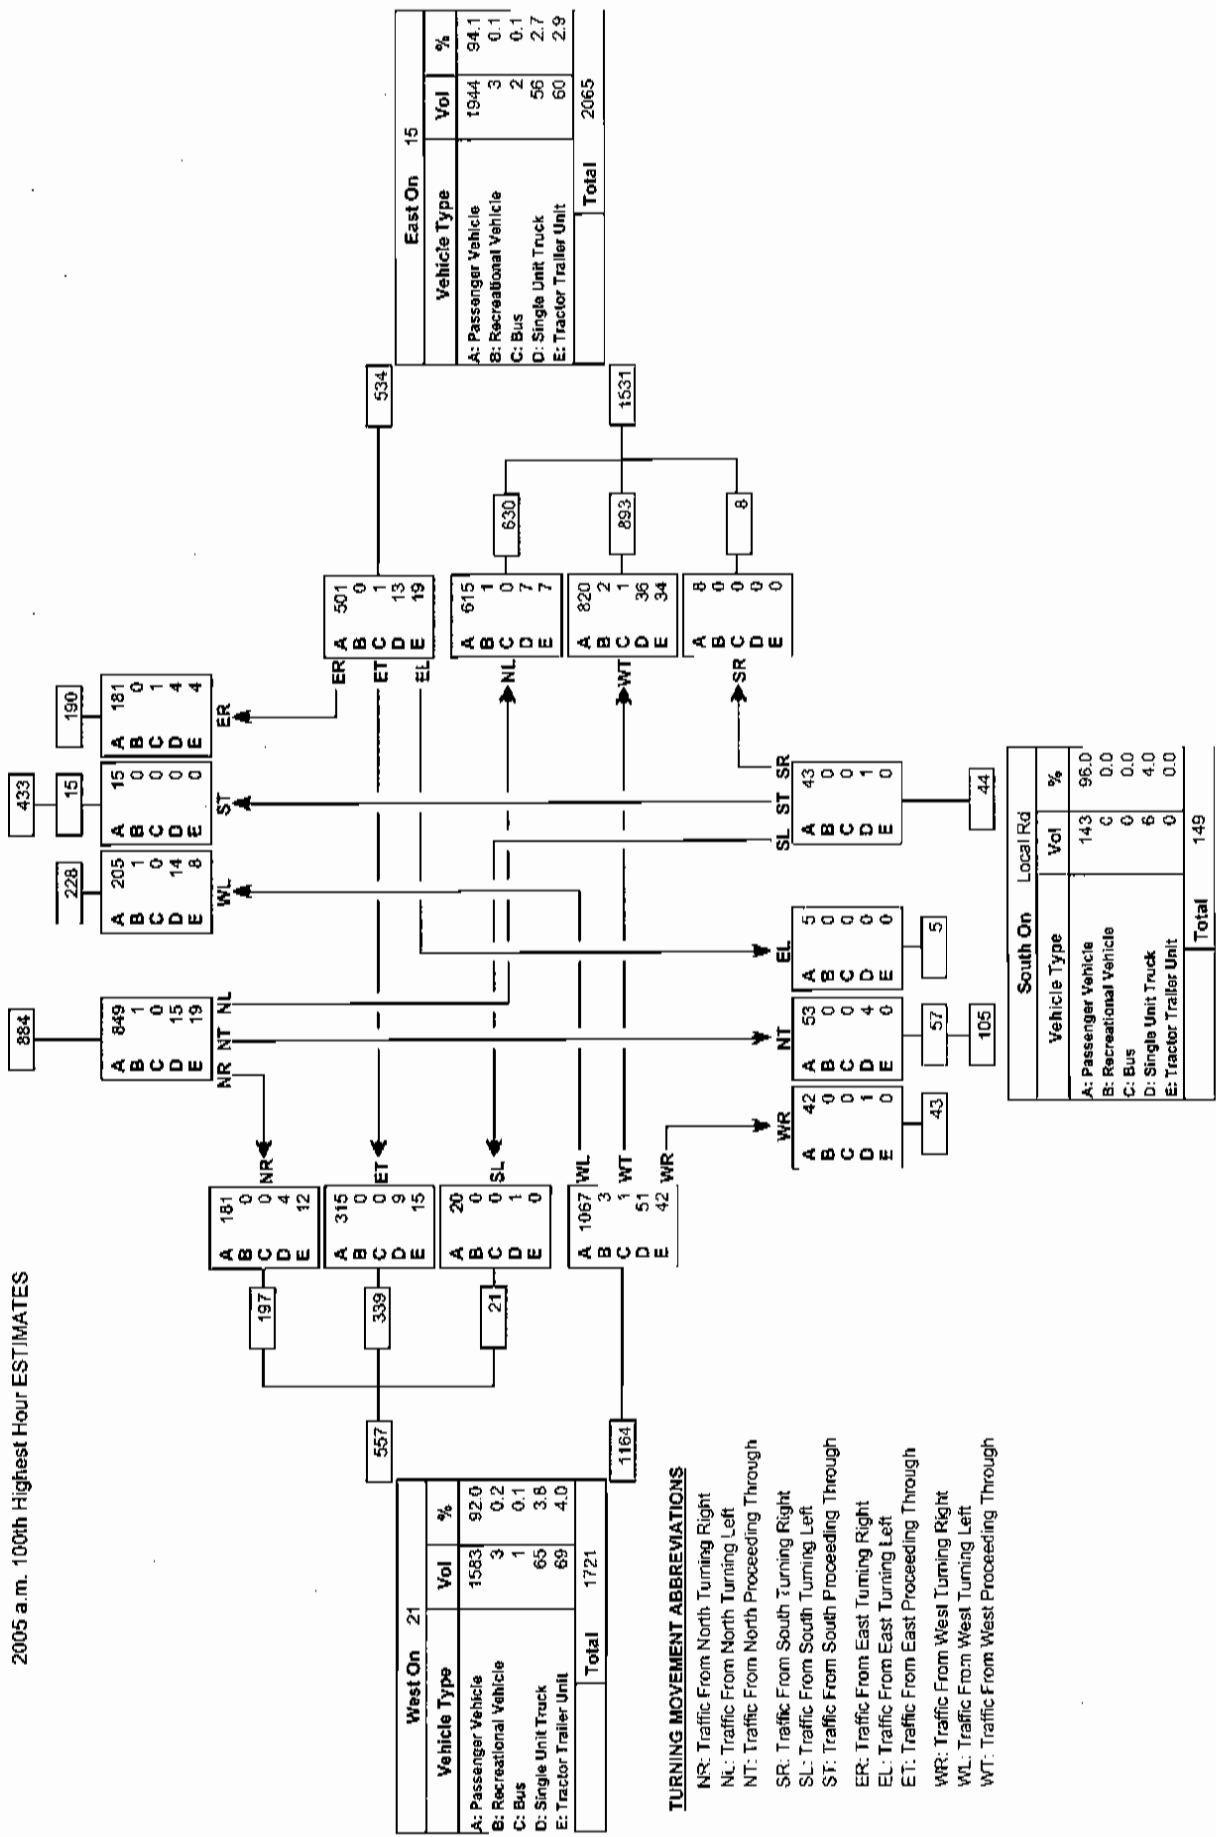 2005 a.m. 100th Highest Hour ESTIMATES
884
A 849
B 1
C 0
D 15
E 19
NR NT NL
433
228
A 205
B 1
C 0
D 14
E 8
WL
15
A 15
B 0
C 0
D 0
E 0
ST
190
A 181
B 0
C 1
D 4
E 4
ER
197
A 181
B 0
C 0
D 4
E 12
NR
557
339
A 315
B 0
C 0
D 9
E 15
ET
21
A 20
B 0
C 0
D 1
E 0
SL
1164
A 1067
B 3
C 1
D 51
E 42
WL
WT
WR
West On 21
Vehicle Type Vol %
A: Passenger Vehicle 1583 92.0
B: Recreational Vehicle 3 0.2
C: Bus 1 0.1
D: Single Unit Truck 65 3.8
E: Tractor Trailer Unit 69 4.0
Total 1721
ER
ET
EL
A 501
B 0
C 1
D 13
E 19
534
NL
A 615
B 1
C 0
D 7
E 7
630
WT
A 820
B 2
C 1
D 36
E 34
893
1531
SR
A 8
B 0
C 0
D 0
E 0
8
East On 15
Vehicle Type Vol %
A: Passenger Vehicle 1944 94.1
B: Recreational Vehicle 3 0.1
C: Bus 2 0.1
D: Single Unit Truck 56 2.7
E: Tractor Trailer Unit 60 2.9
Total 2065
WR
A 42
B 0
C 0
D 1
E 0
43
NT
A 53
B 0
C 0
D 4
E 0
57
105
EL
A 5
B 0
C 0
D 0
E 0
5
SL ST SR
A 43
B 0
C 0
D 1
E 0
44
South On Local Rd
Vehicle Type Vol %
A: Passenger Vehicle 143 96.0
B: Recreational Vehicle 0 0.0
C: Bus 0 0.0
D: Single Unit Truck 6 4.0
E: Tractor Trailer Unit 0 0.0
Total 149
TURNING MOVEMENT ABBREVIATIONS
NR: Traffic From North Turning Right
NL: Traffic From North Turning Left
NT: Traffic From North Proceeding Through
SR: Traffic From South Turning Right
SL: Traffic From South Turning Left
ST: Traffic From South Proceeding Through
ER: Traffic From East Turning Right
EL: Traffic From East Turning Left
ET: Traffic From East Proceeding Through
WR: Traffic From West Turning Right
WL: Traffic From West Turning Left
WT: Traffic From West Proceeding Through